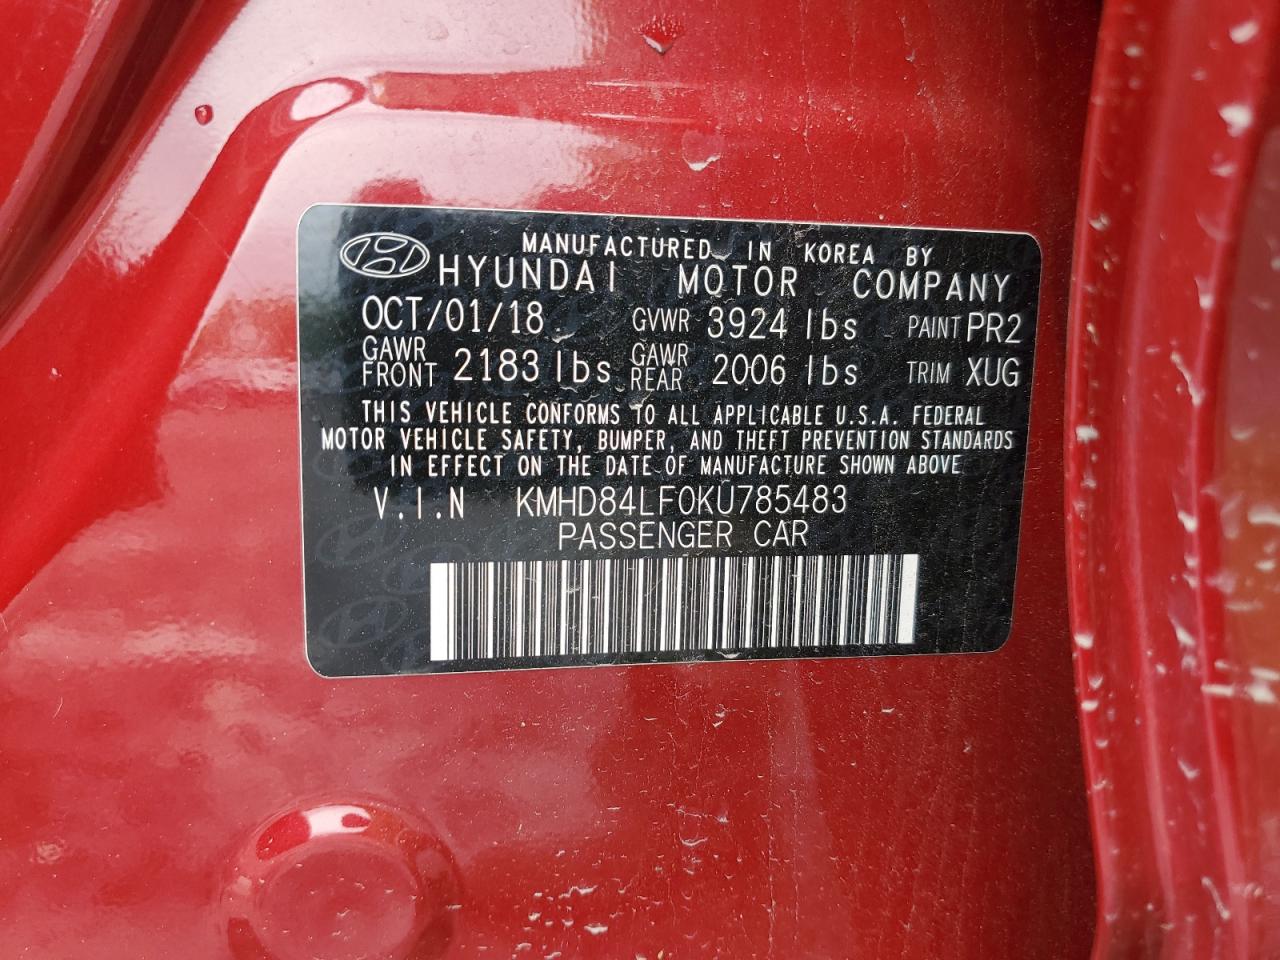 MANUFACTURED IN KOREA BY
HYUNDAI MOTOR COMPANY
OCT/01/18 GVWR 3924 lbs PAINT PR2
GAWR FRONT 2183 lbs GAWR REAR 2006 lbs TRIM XUG
THIS VEHICLE CONFORMS TO ALL APPLICABLE U.S.A. FEDERAL
MOTOR VEHICLE SAFETY, BUMPER, AND THEFT PREVENTION STANDARDS
IN EFFECT ON THE DATE OF MANUFACTURE SHOWN ABOVE
V.I.N KMHD84LF0KU785483
PASSENGER CAR